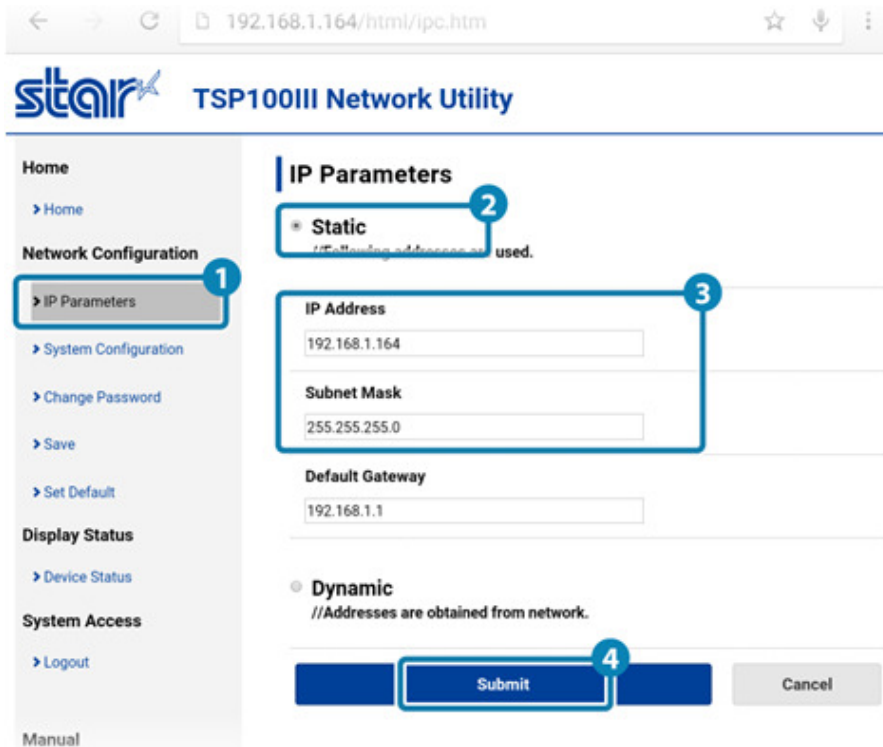 192.168.1.164/html/ipc.htm
star
TSP100III Network Utility
Home
> Home
Network Configuration
1
> IP Parameters
> System Configuration
> Change Password
> Save
> Set Default
Display Status
> Device Status
System Access
> Logout
Manual
IP Parameters
2
Static
//Following addresses are used.
3
IP Address
192.168.1.164
Subnet Mask
255.255.255.0
Default Gateway
192.168.1.1
Dynamic
//Addresses are obtained from network.
4
Submit
Cancel